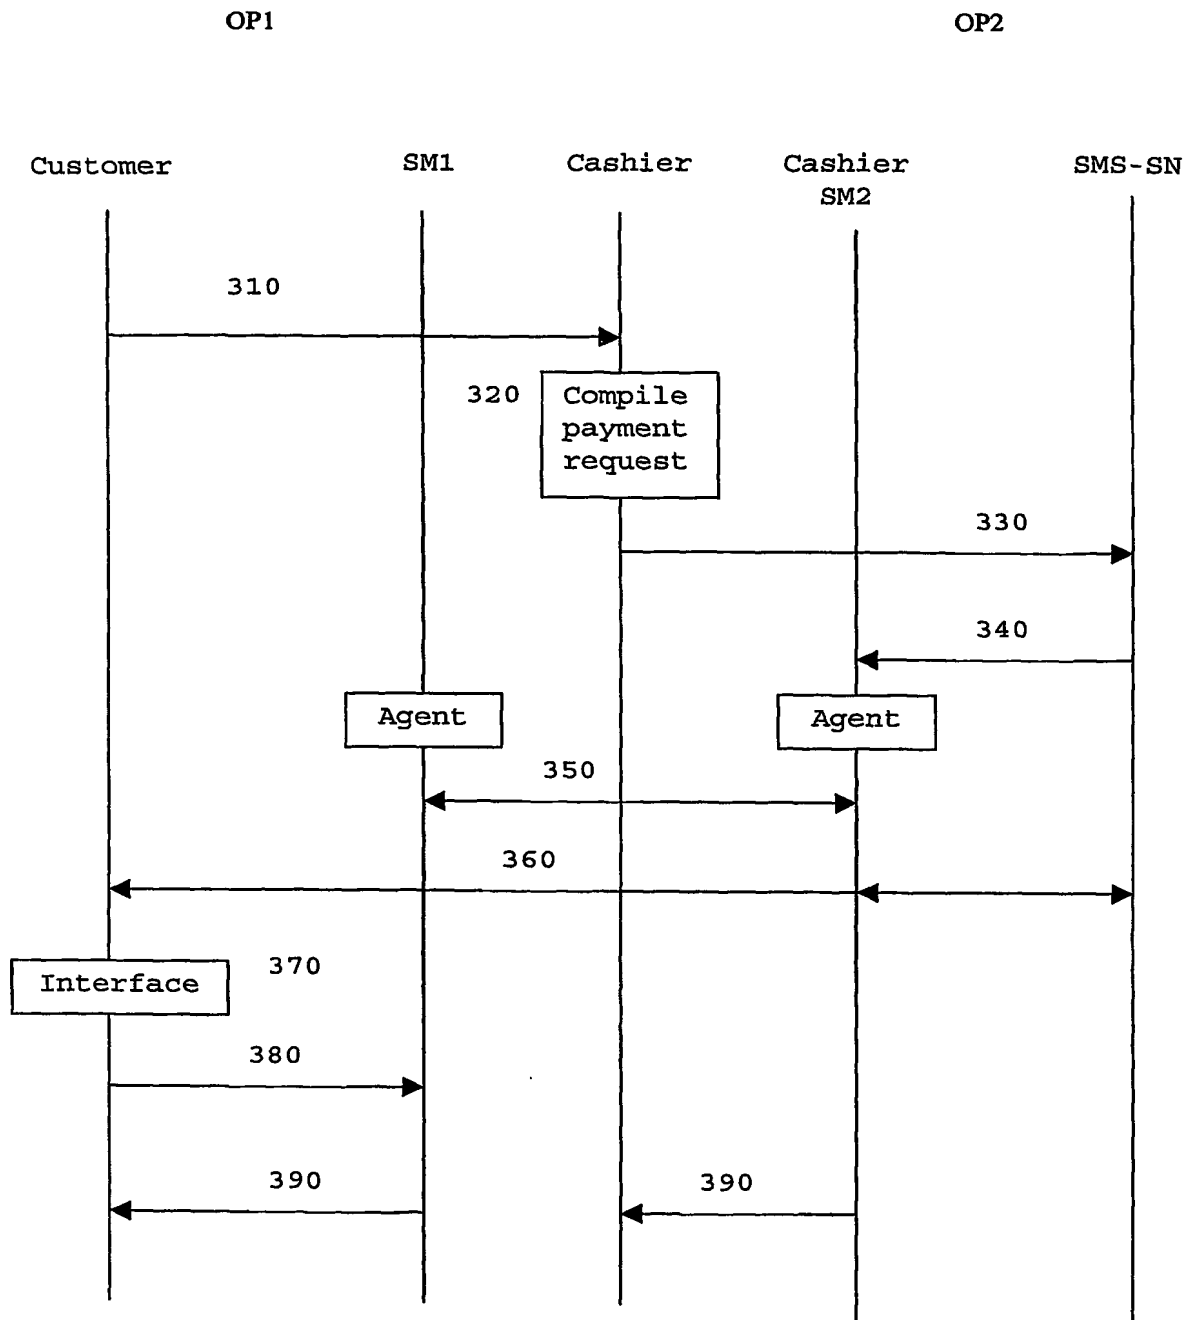 OP1 OP2
Customer SM1 Cashier Cashier SMS-SN
SM2
310
320 Compile
payment
request
330
340
Agent Agent
350
360
370
Interface
380
390 390